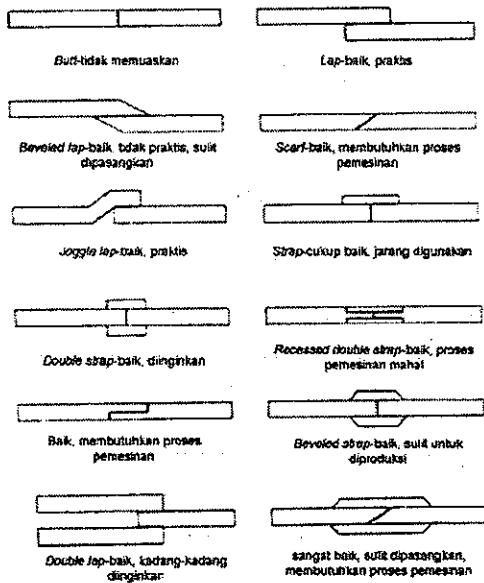 Butt-tidak memuaskan
Lap-baik, praktis
Beveled lap-baik, tidak praktis, sulit
dipasangkan
Scarf-baik, membutuhkan proses
pemesinan
Joggle lap-baik, praktis
Strap-cukup baik, jarang digunakan
Double strap-baik, diinginkan
Recessed double strap-baik, proses
pemesinan mahal
Baik, membutuhkan proses
pemesinan
Beveled strap-baik, sulit untuk
diproduksi
Double lap-baik, kadang-kadang
diinginkan
sangat baik, sulit dipasangkan,
membutuhkan proses pemesinan